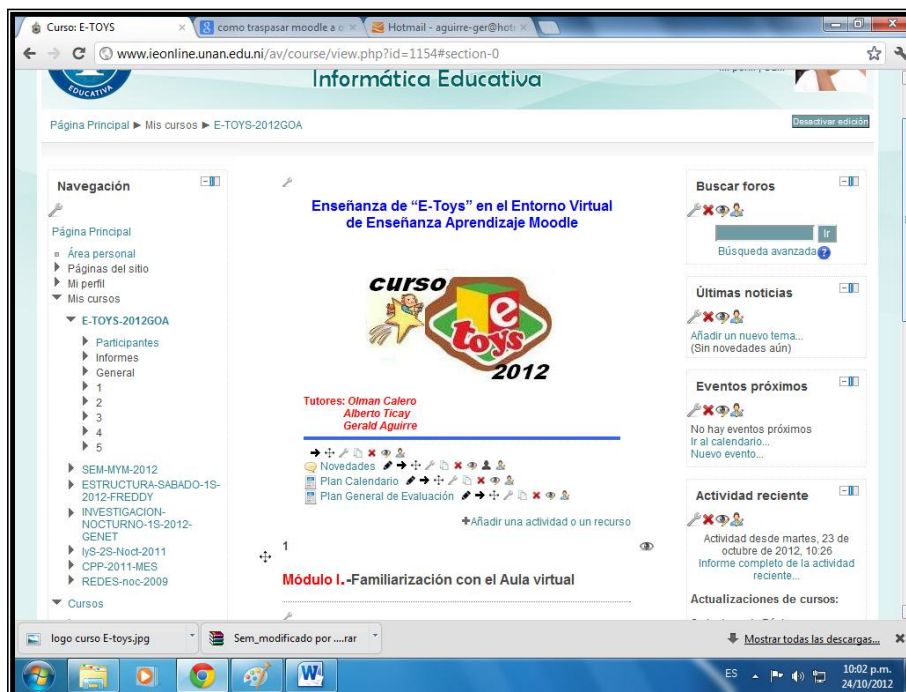 Curso: E-TOYS
como traspasar moodle a o
Hotmail - aguirre-ger@hot
www.ieonline.unan.edu.ni/av/course/view.php?id=1154#section-0
EDUCATIVA
Informática Educativa
Página Principal ► Mis cursos ► E-TOYS-2012GOA
Desactivar edición
Navegación
Página Principal
Área personal
Páginas del sitio
Mi perfil
Mis cursos
E-TOYS-2012GOA
Participantes
Informes
General
1
2
3
4
5
SEM-MYM-2012
ESTRUCTURA-SABADO-1S-
2012-FREDDY
INVESTIGACION-
NOCTURNO-1S-2012-
GENET
IyS-2S-Noct-2011
CPP-2011-MES
REDES-noc-2009
Cursos
Enseñanza de “E-Toys” en el Entorno Virtual
de Enseñanza Aprendizaje Moodle
curso
e
toys
2012
Tutores: Olman Calero
Alberto Ticay
Gerald Aguirre
Novedades
Plan Calendario
Plan General de Evaluación
Añadir una actividad o un recurso
1
Módulo I.-Familiarización con el Aula virtual
Buscar foros
Ir
Búsqueda avanzada
Últimas noticias
Añadir un nuevo tema...
(Sin novedades aún)
Eventos próximos
No hay eventos próximos
Ir al calendario...
Nuevo evento...
Actividad reciente
Actividad desde martes, 23 de
octubre de 2012, 10:26
Informe completo de la actividad
reciente...
Actualizaciones de cursos:
logo curso E-toys.jpg
Sem_modificado por ....rar
Mostrar todas las descargas...
ES
10:02 p.m.
24/10/2012